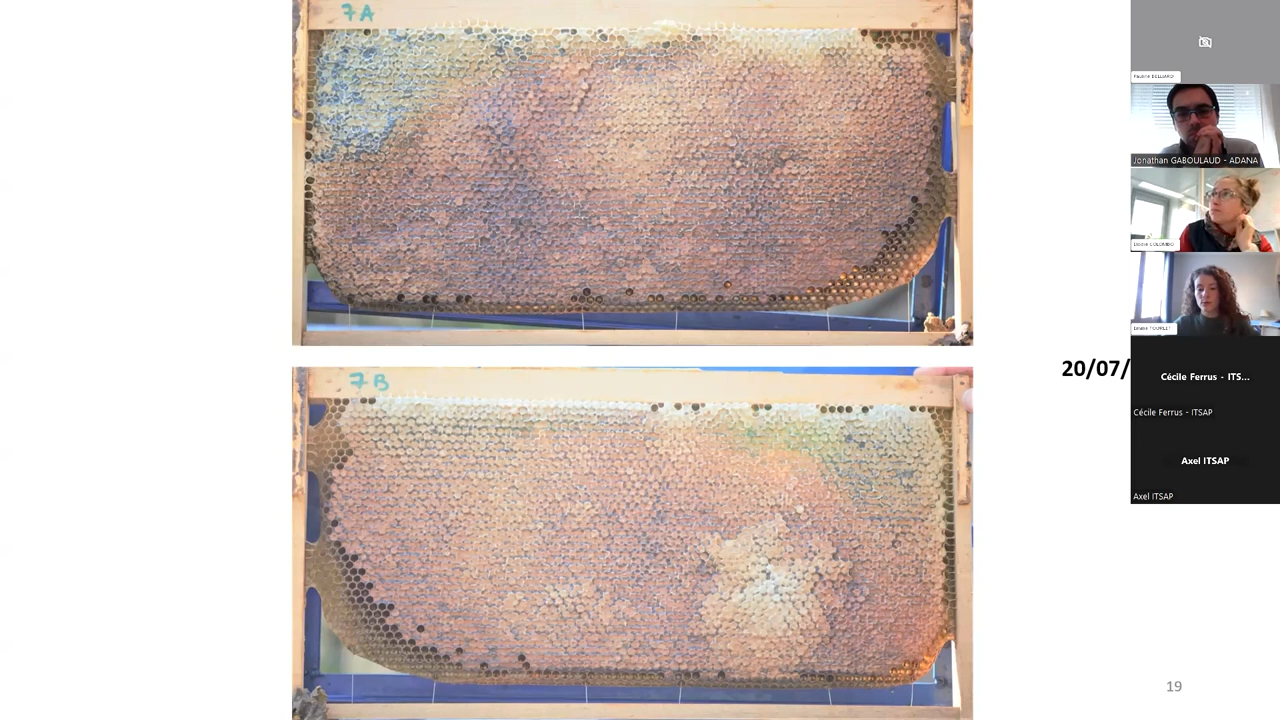 7A
Jonathan GABOULAUD - ADANA
20/07/
Cécile Ferrus - ITS...
Cécile Ferrus - ITSAP
7B
Axel ITSAP
Axel ITSAP
19